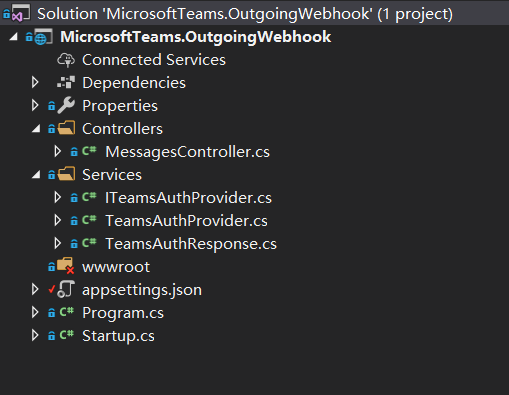 Solution 'MicrosoftTeams.OutgoingWebhook' (1 project)
MicrosoftTeams.OutgoingWebhook
Connected Services
Dependencies
Properties
Controllers
C# MessagesController.cs
Services
C# ITeamsAuthProvider.cs
C# TeamsAuthProvider.cs
C# TeamsAuthResponse.cs
wwwroot
appsettings.json
C# Program.cs
C# Startup.cs